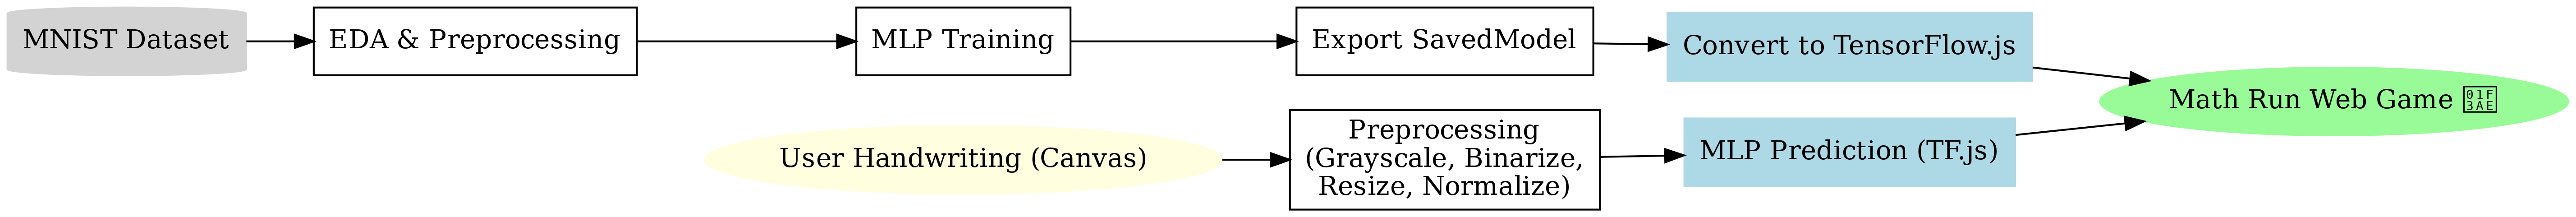 MNIST Dataset
EDA & Preprocessing
MLP Training
Export SavedModel
Convert to TensorFlow.js
Math Run Web Game 01F3AE
User Handwriting (Canvas)
Preprocessing
(Grayscale, Binarize,
Resize, Normalize)
MLP Prediction (TF.js)